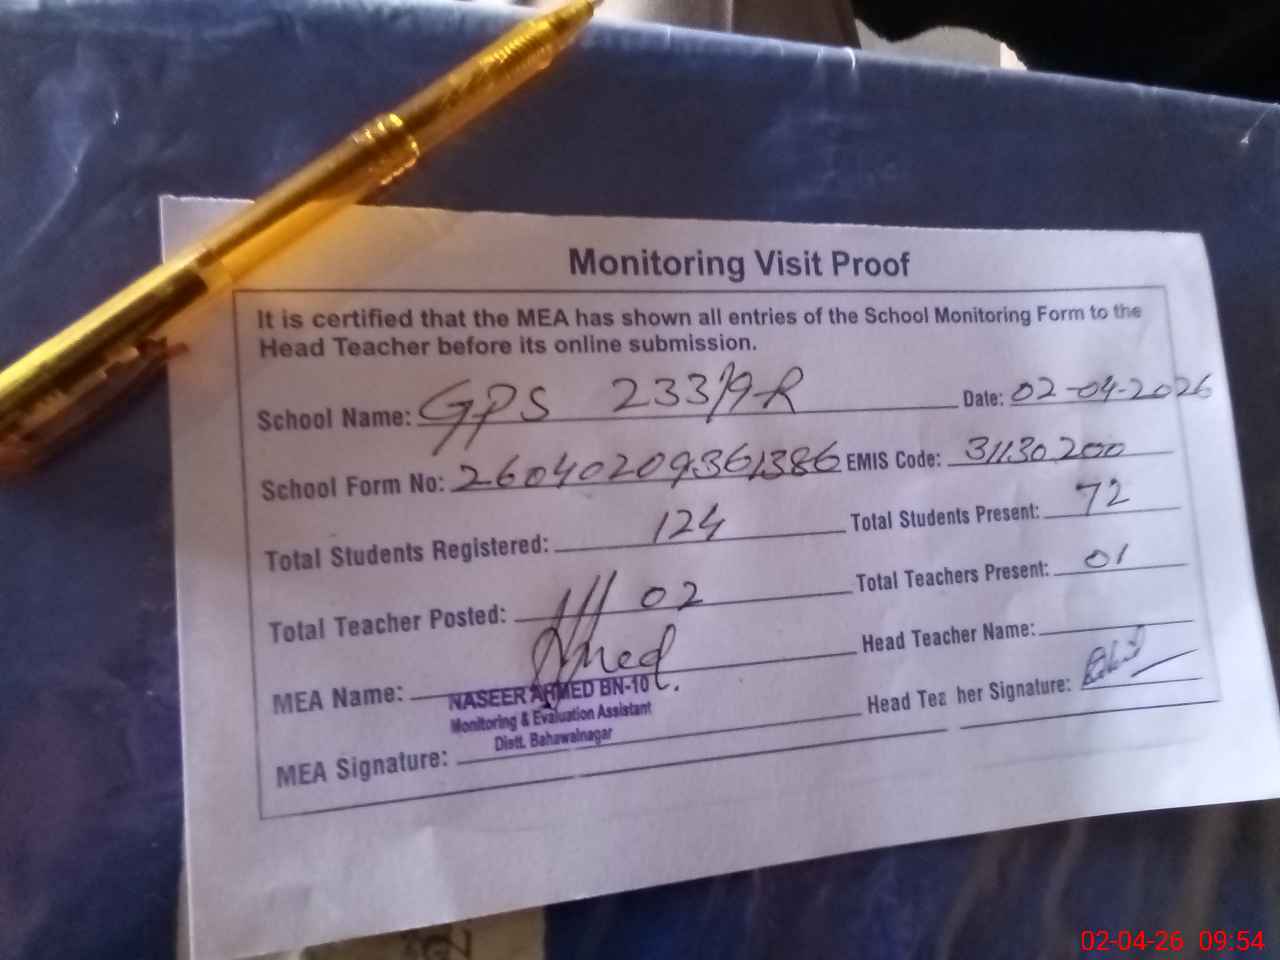 Monitoring Visit Proof
It is certified that the MEA has shown all entries of the School Monitoring Form to the
Head Teacher before its online submission.
School Name: GPS 233/9-R Date: 02-04-2026
School Form No: 26040209361386 EMIS Code: 31130200
Total Students Registered: 124 Total Students Present: 72
Total Teacher Posted: 02 Total Teachers Present: 01
MEA Name: Ahmed Head Teacher Name:
NASEER AHMED BN-10
Monitoring & Evaluation Assistant
Distt. Bahawalnagar
MEA Signature: Head Teacher Signature:
02-04-26 09:54